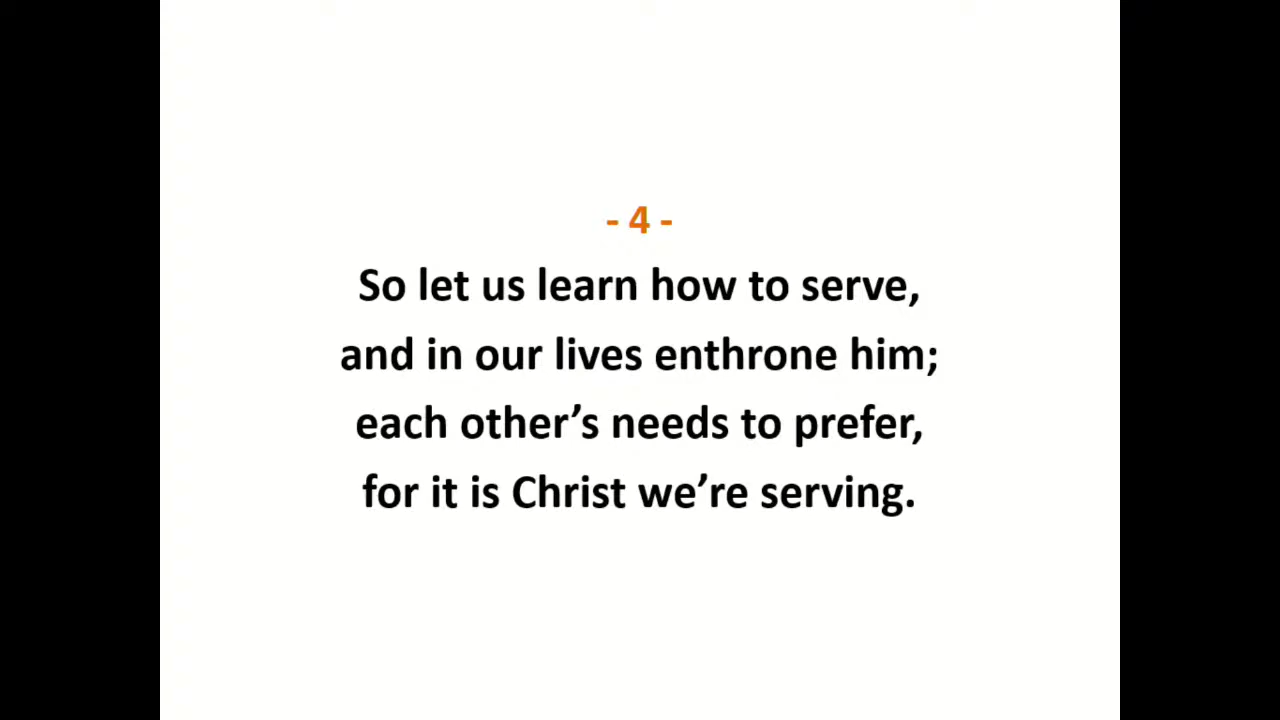 - 4 -
So let us learn how to serve,
and in our lives enthrone him;
each other’s needs to prefer,
for it is Christ we’re serving.